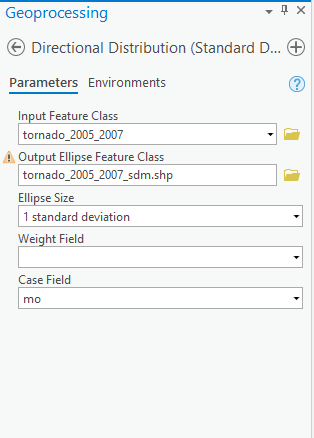 Geoprocessing
Directional Distribution (Standard D...
Parameters Environments
Input Feature Class
tornado_2005_2007
Output Ellipse Feature Class
tornado_2005_2007_sdm.shp
Ellipse Size
1 standard deviation
Weight Field
Case Field
mo